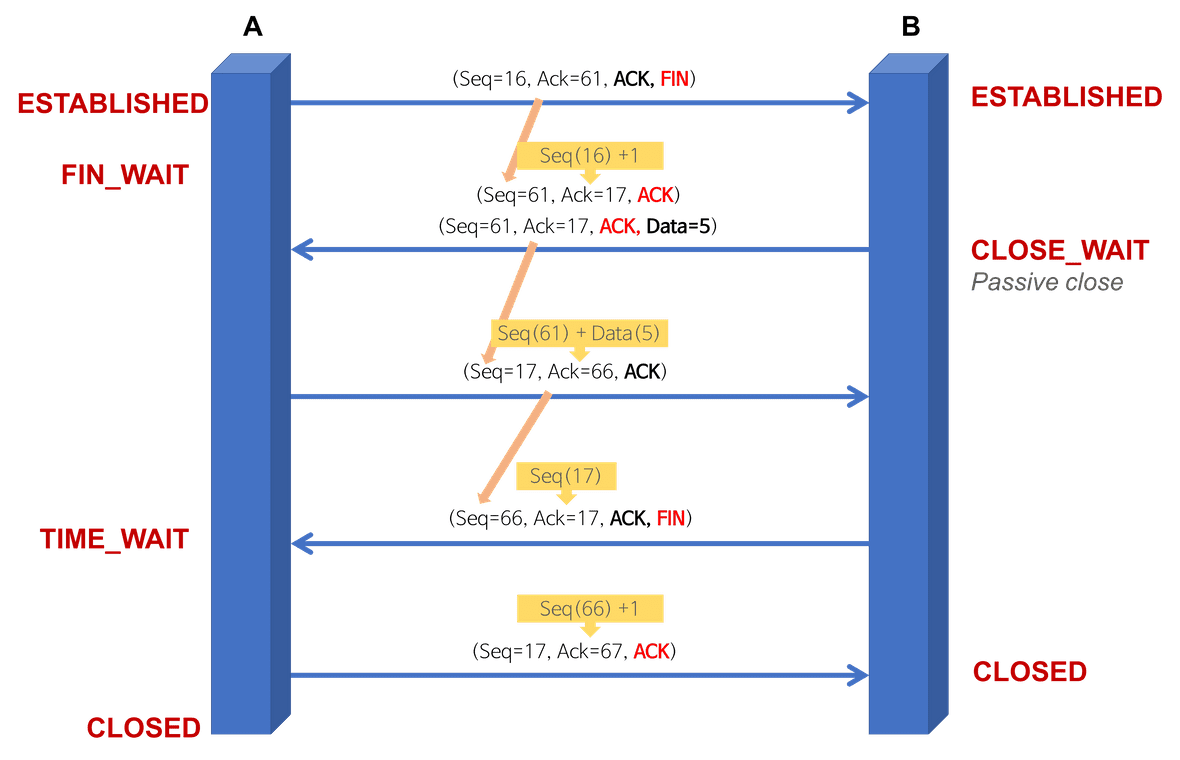 A
B
(Seq=16, Ack=61, ACK, FIN)
ESTABLISHED
ESTABLISHED
Seq(16) +1
FIN_WAIT
(Seq=61, Ack=17, ACK)
(Seq=61, Ack=17, ACK, Data=5)
CLOSE_WAIT
Passive close
Seq(61) + Data(5)
(Seq=17, Ack=66, ACK)
Seq(17)
(Seq=66, Ack=17, ACK, FIN)
TIME_WAIT
Seq(66) +1
(Seq=17, Ack=67, ACK)
CLOSED
CLOSED